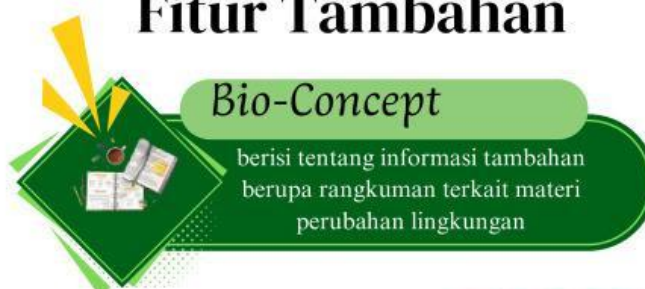 Fitur Tambahan
Bio-Concept
berisi tentang informasi tambahan
berupa rangkuman terkait materi
perubahan lingkungan